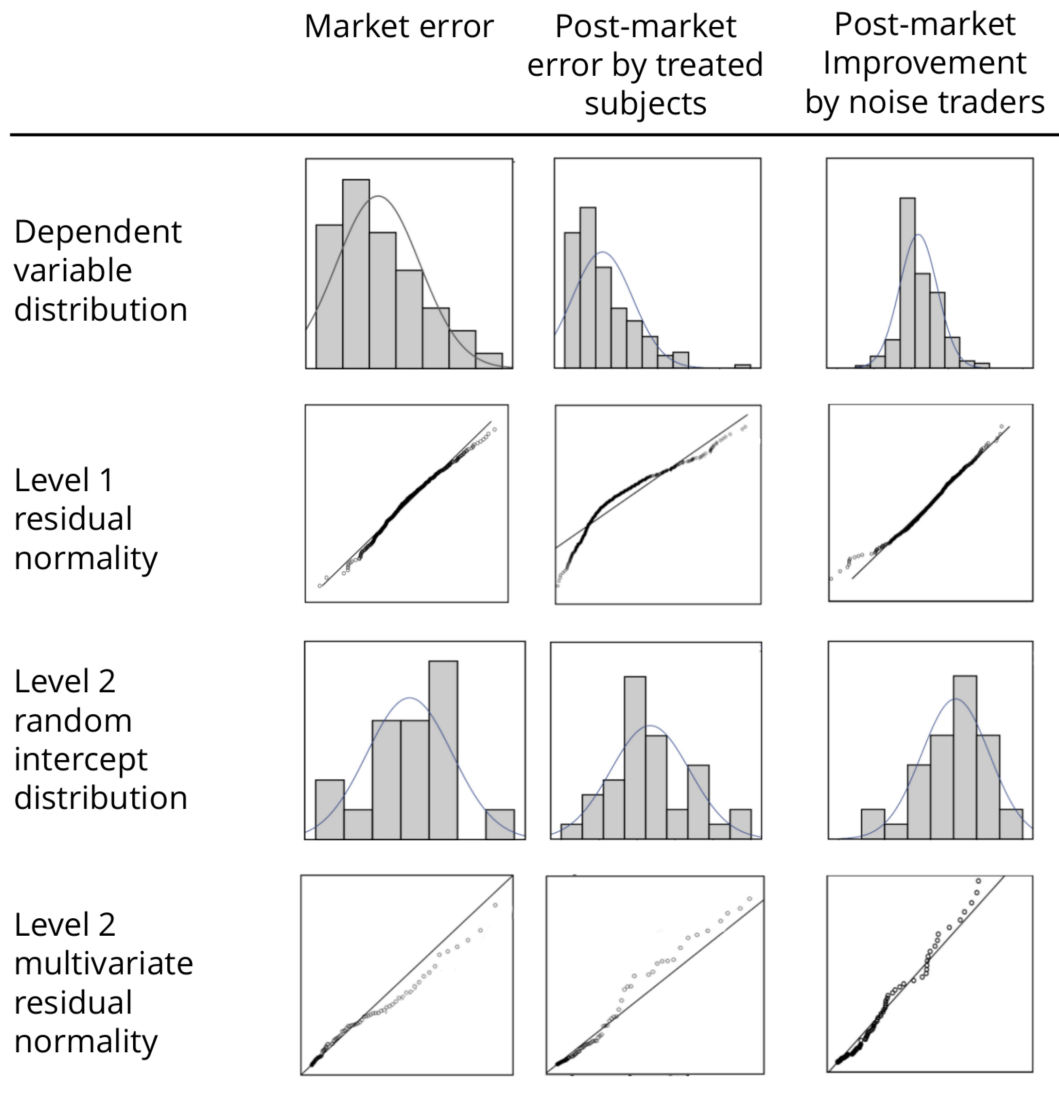 Market error
Post-market
error by treated
subjects
Post-market
Improvement
by noise traders
Dependent
variable
distribution
Level 1
residual
normality
Level 2
random
intercept
distribution
Level 2
multivariate
residual
normality